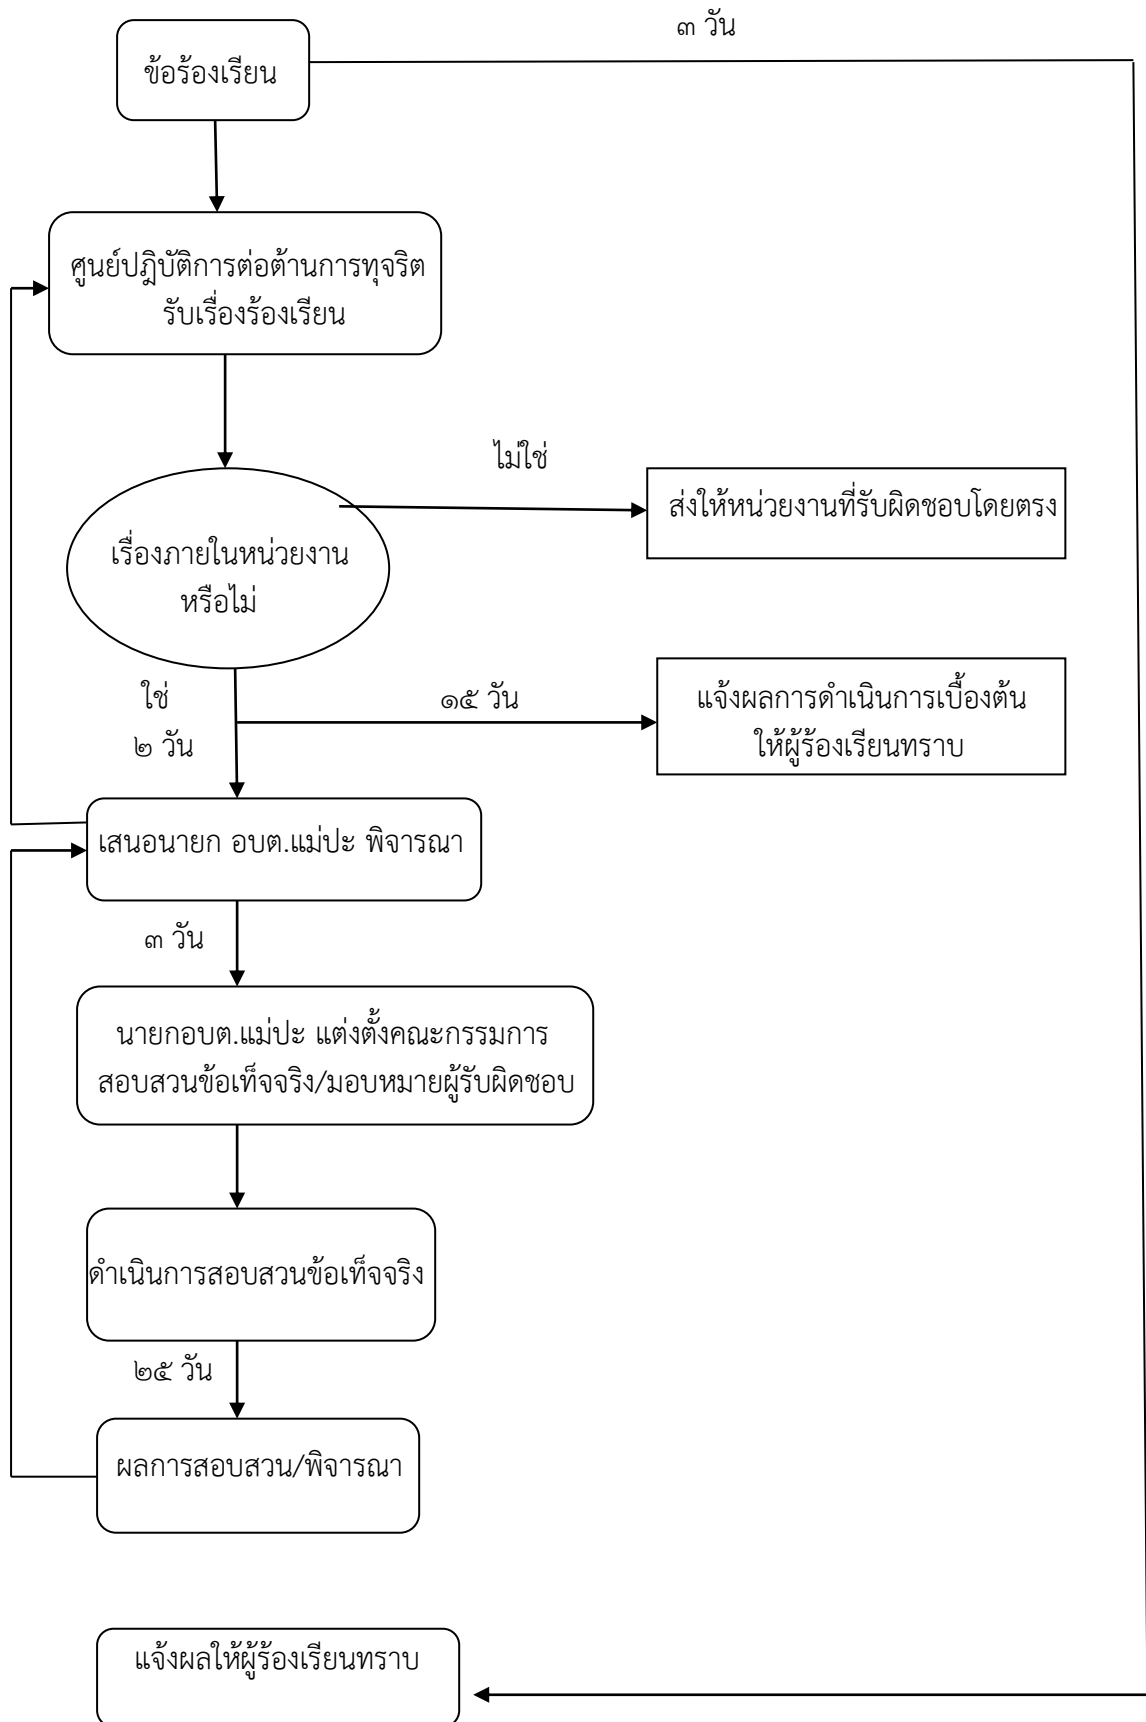 ๓ วัน
ข้อร้องเรียน
ศูนย์ปฎิบัติการต่อต้านการทุจริต
รับเรื่องร้องเรียน
ไม่ใช่
ส่งให้หน่วยงานที่รับผิดชอบโดยตรง
เรื่องภายในหน่วยงาน
หรือไม่
ใช่
๒ วัน
๑๕ วัน
แจ้งผลการดำเนินการเบื้องต้น
ให้ผู้ร้องเรียนทราบ
เสนอนายก อบต.แม่ปะ พิจารณา
๓ วัน
นายกอบต.แม่ปะ แต่งตั้งคณะกรรมการ
สอบสวนข้อเท็จจริง/มอบหมายผู้รับผิดชอบ
ดำเนินการสอบสวนข้อเท็จจริง
๒๕ วัน
ผลการสอบสวน/พิจารณา
แจ้งผลให้ผู้ร้องเรียนทราบ